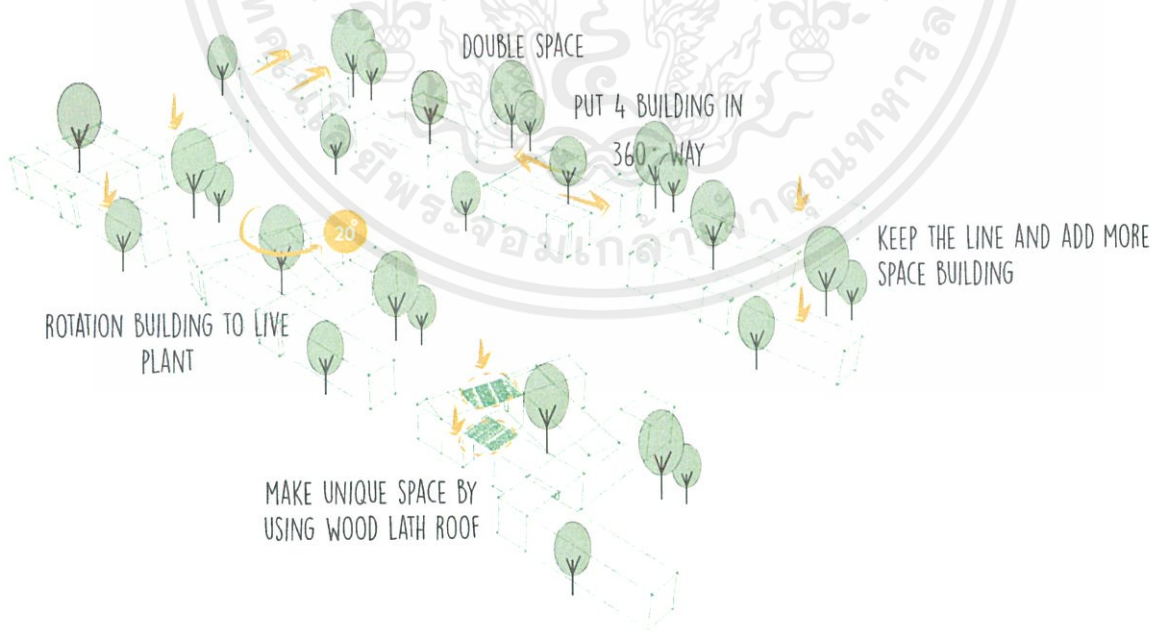 DOUBLE SPACE
PUT 4 BUILDING IN
360° WAY
20°
KEEP THE LINE AND ADD MORE
SPACE BUILDING
ROTATION BUILDING TO LIVE
PLANT
MAKE UNIQUE SPACE BY
USING WOOD LATH ROOF